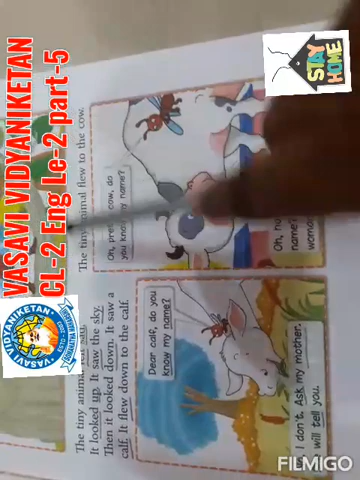 VASAVI VIDYANIKETAN
CL-2 Eng Le-2 part-5
STAY
HOME
VASAVI VIDYANIKETAN
The tiny
It looked up. It saw the sky.
Then it looked down. It saw a
calf. It flew down to the calf.
Dear calf, do you
know my name?
I don't. Ask my mother.
will tell you.
The tiny animal flew to the cow.
Oh, cow, do
you know my name?
Oh, no
name?
FILMIGO